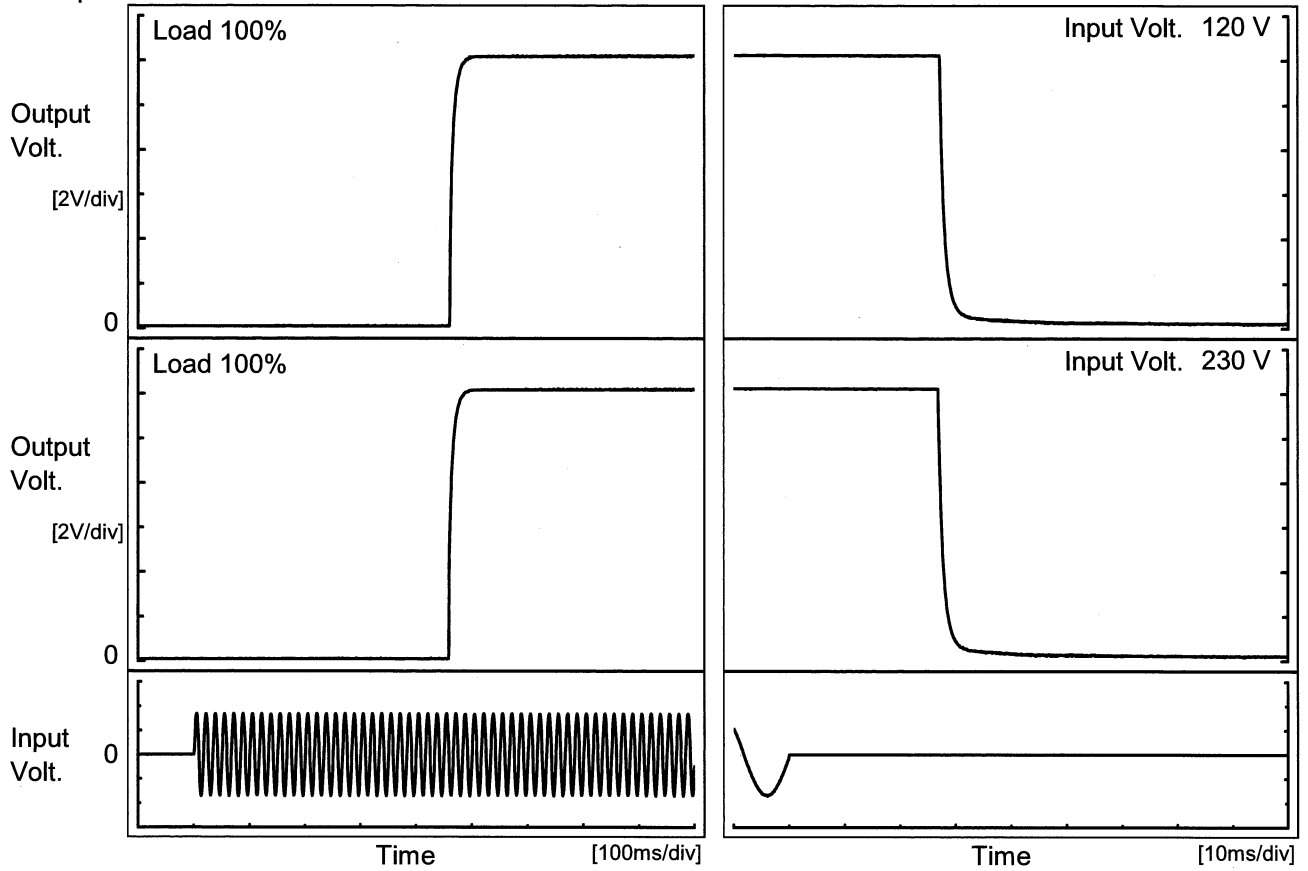 Load 100%
Input Volt. 120 V
Output
Volt.
[2V/div]
0
Load 100%
Input Volt. 230 V
Output
Volt.
[2V/div]
0
Input
Volt.
0
Time
[100ms/div]
Time
[10ms/div]